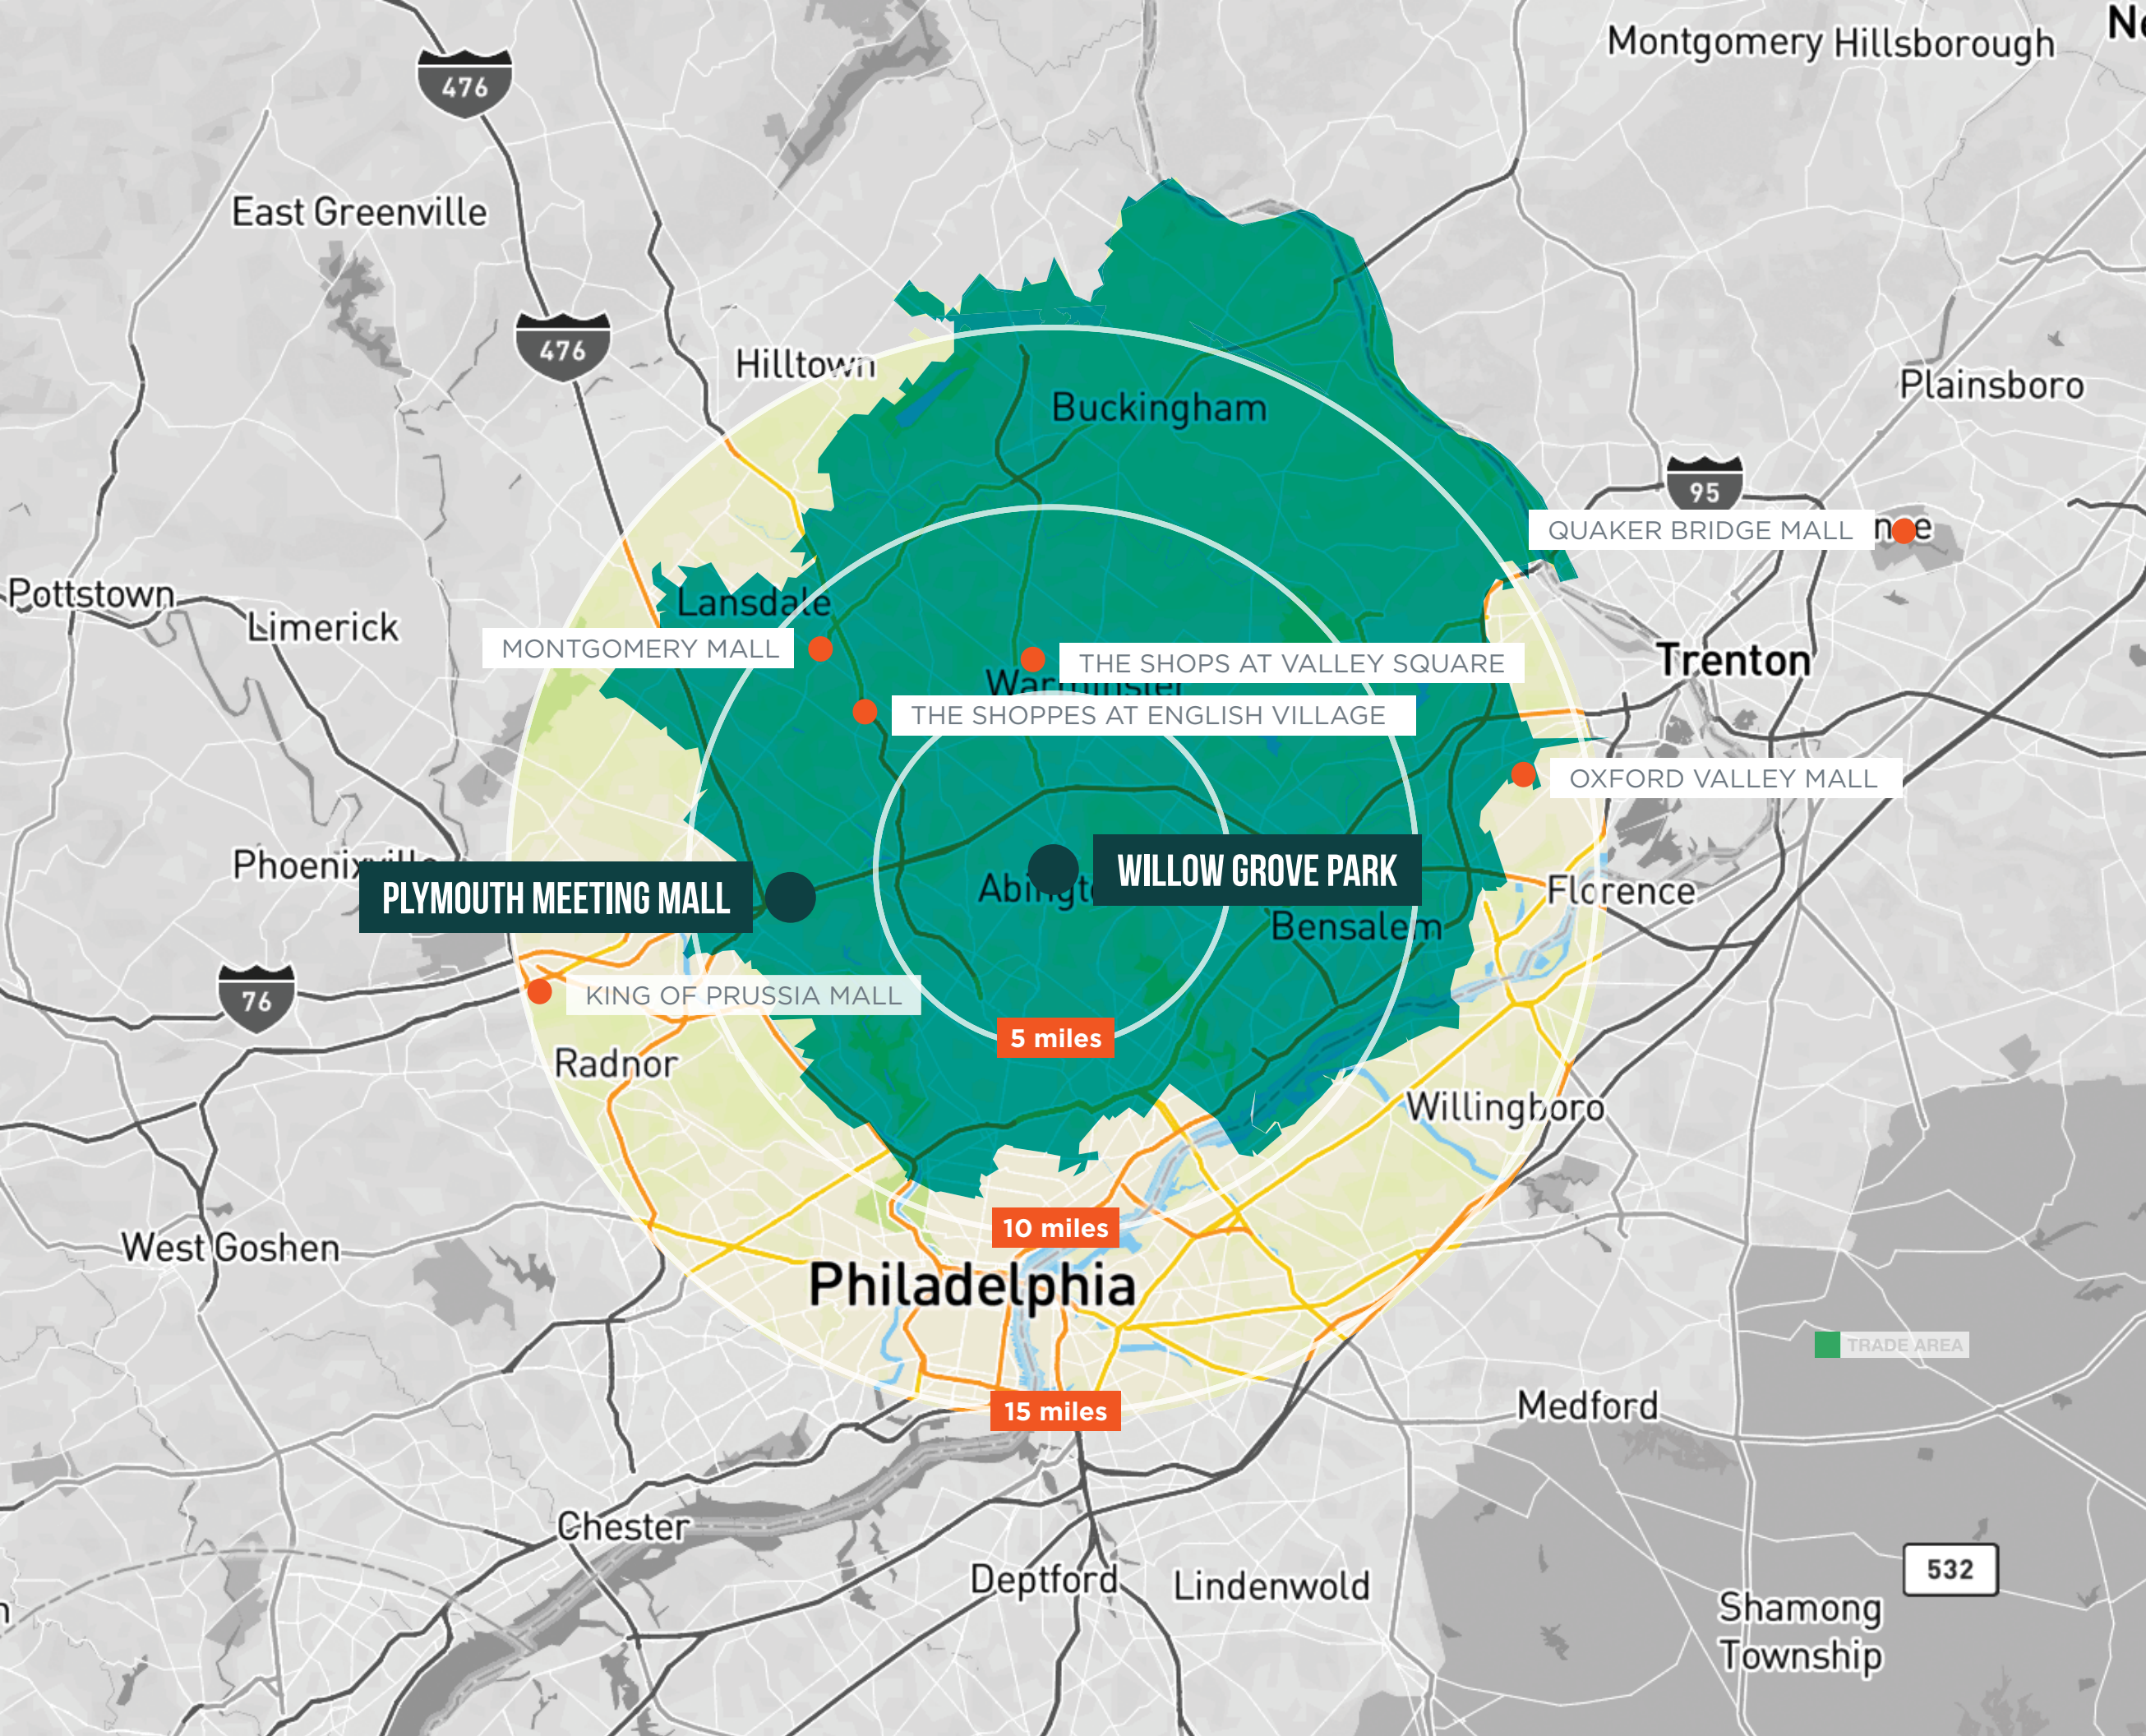 Montgomery
Hillsborough
476
East Greenville
476
Hilltown
Buckingham
Plainsboro
95
QUAKER BRIDGE MALL
Pottstown
Limerick
Lansdale
MONTGOMERY MALL
THE SHOPS AT VALLEY SQUARE
Warminster
Trenton
THE SHOPPES AT ENGLISH VILLAGE
OXFORD VALLEY MALL
Phoenixville
PLYMOUTH MEETING MALL
WILLOW GROVE PARK
Florence
Bensalem
76
KING OF PRUSSIA MALL
5 miles
Radnor
Willingboro
West Goshen
10 miles
Philadelphia
TRADE AREA
15 miles
Medford
Chester
Deptford
Lindenwold
532
Shamong
Township